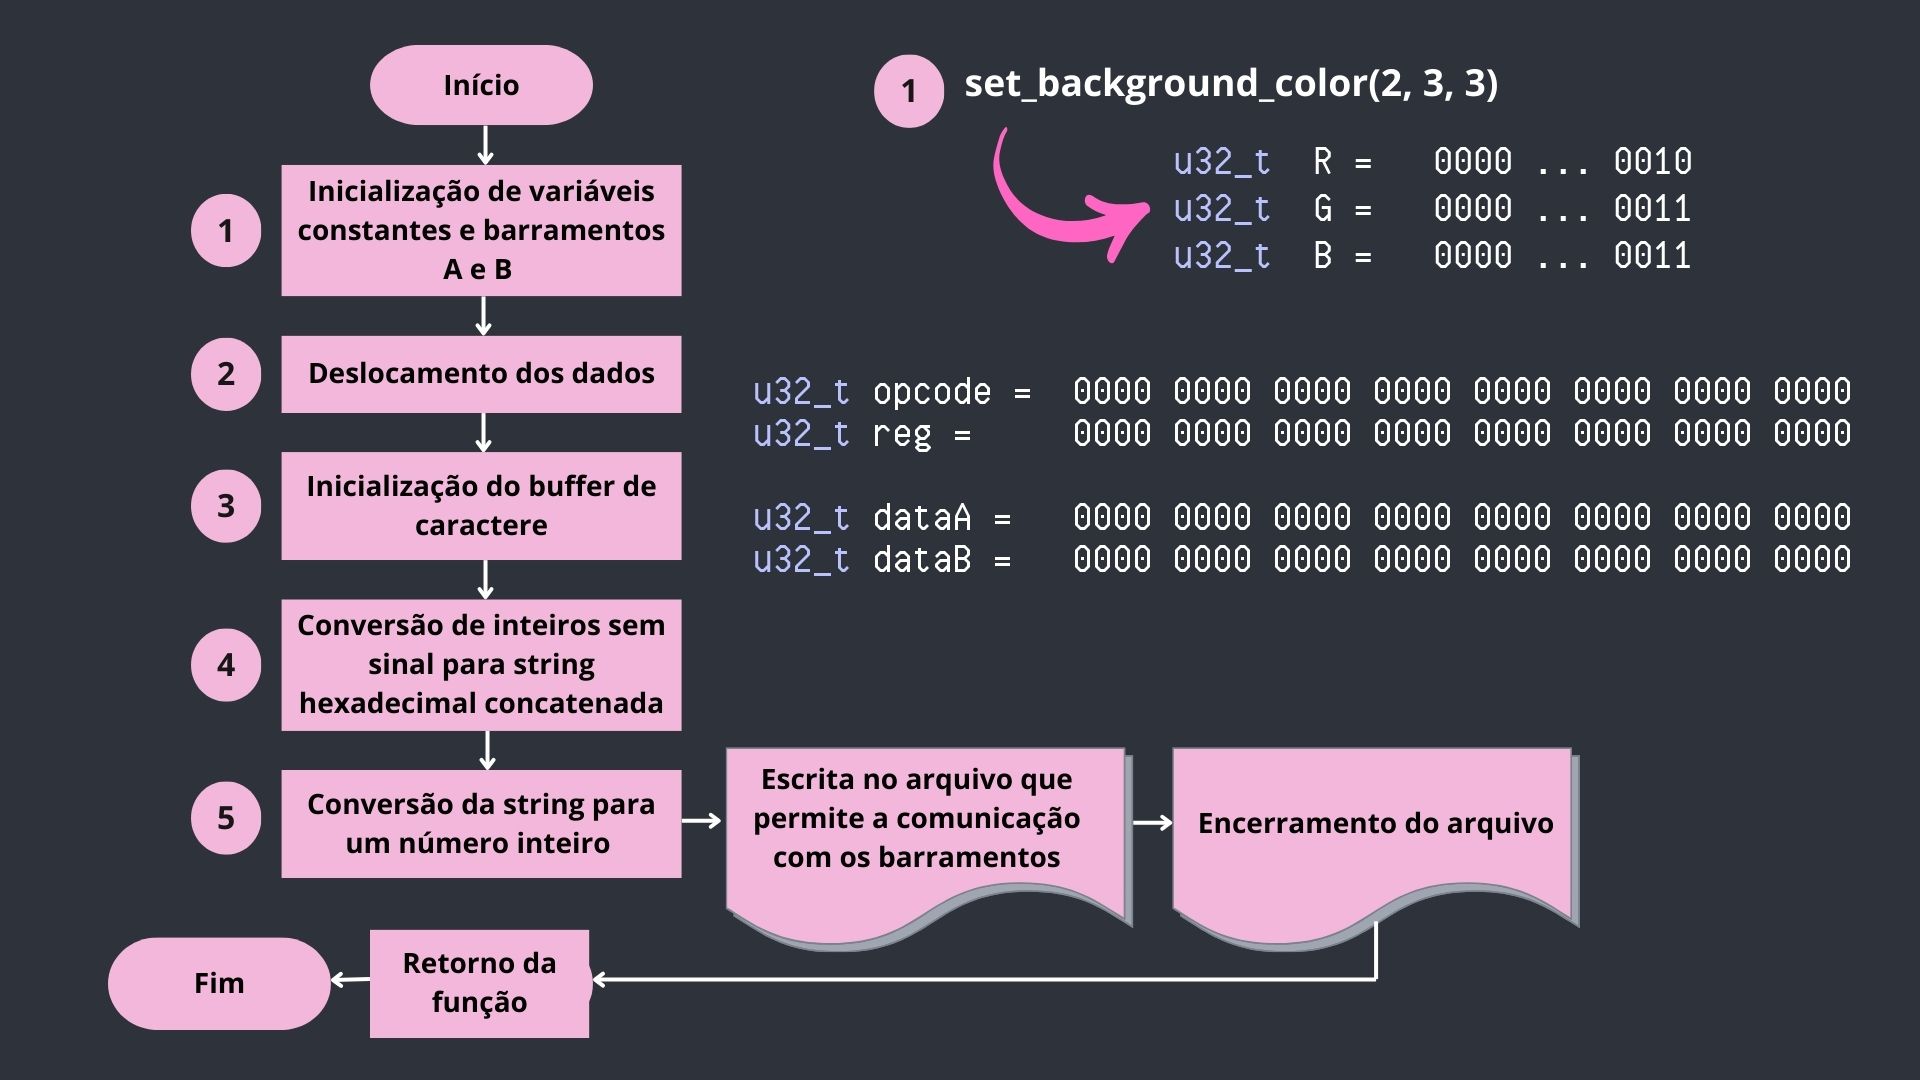 Início
1
Inicialização de variáveis
constantes e barramentos
A e B
2
Deslocamento dos dados
3
Inicialização do buffer de
caractere
4
Conversão de inteiros sem
sinal para string
hexadecimal concatenada
5
Conversão da string para
um número inteiro
Escrita no arquivo que
permite a comunicação
com os barramentos
Encerramento do arquivo
Retorno da
função
Fim
1 set_background_color(2, 3, 3)
u32_t R = 0000 ... 0010
u32_t G = 0000 ... 0011
u32_t B = 0000 ... 0011
u32_t opcode = 0000 0000 0000 0000 0000 0000 0000 0000
u32_t reg = 0000 0000 0000 0000 0000 0000 0000 0000
u32_t dataA = 0000 0000 0000 0000 0000 0000 0000 0000
u32_t dataB = 0000 0000 0000 0000 0000 0000 0000 0000